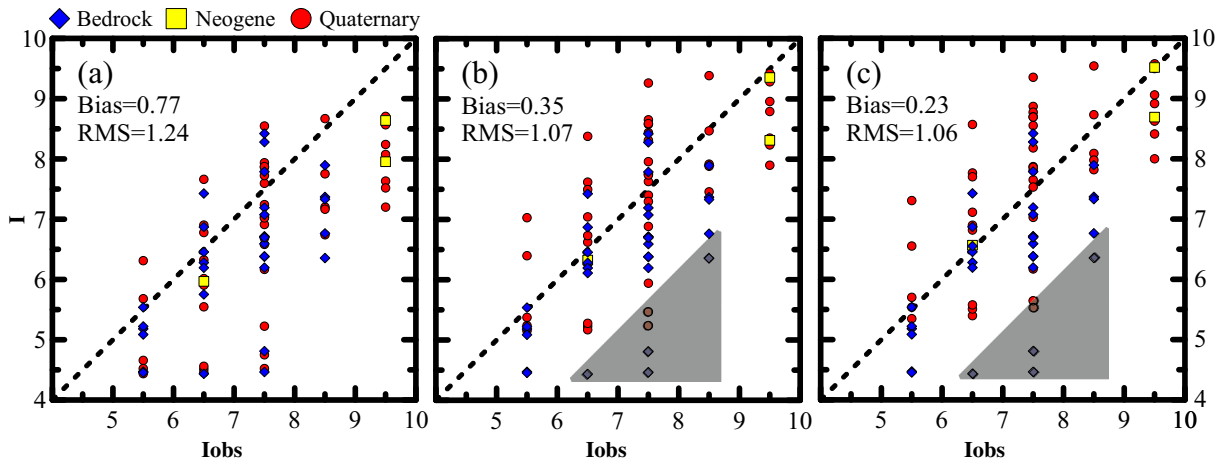 Bedrock Neogene Quaternary
10
9
8
7
6
5
4
I
(a)
Bias=0.77
RMS=1.24
5 6 7 8 9 10
Iobs
(b)
Bias=0.35
RMS=1.07
5 6 7 8 9 10
Iobs
(c)
Bias=0.23
RMS=1.06
5 6 7 8 9 10
Iobs
10
9
8
7
6
5
4
I